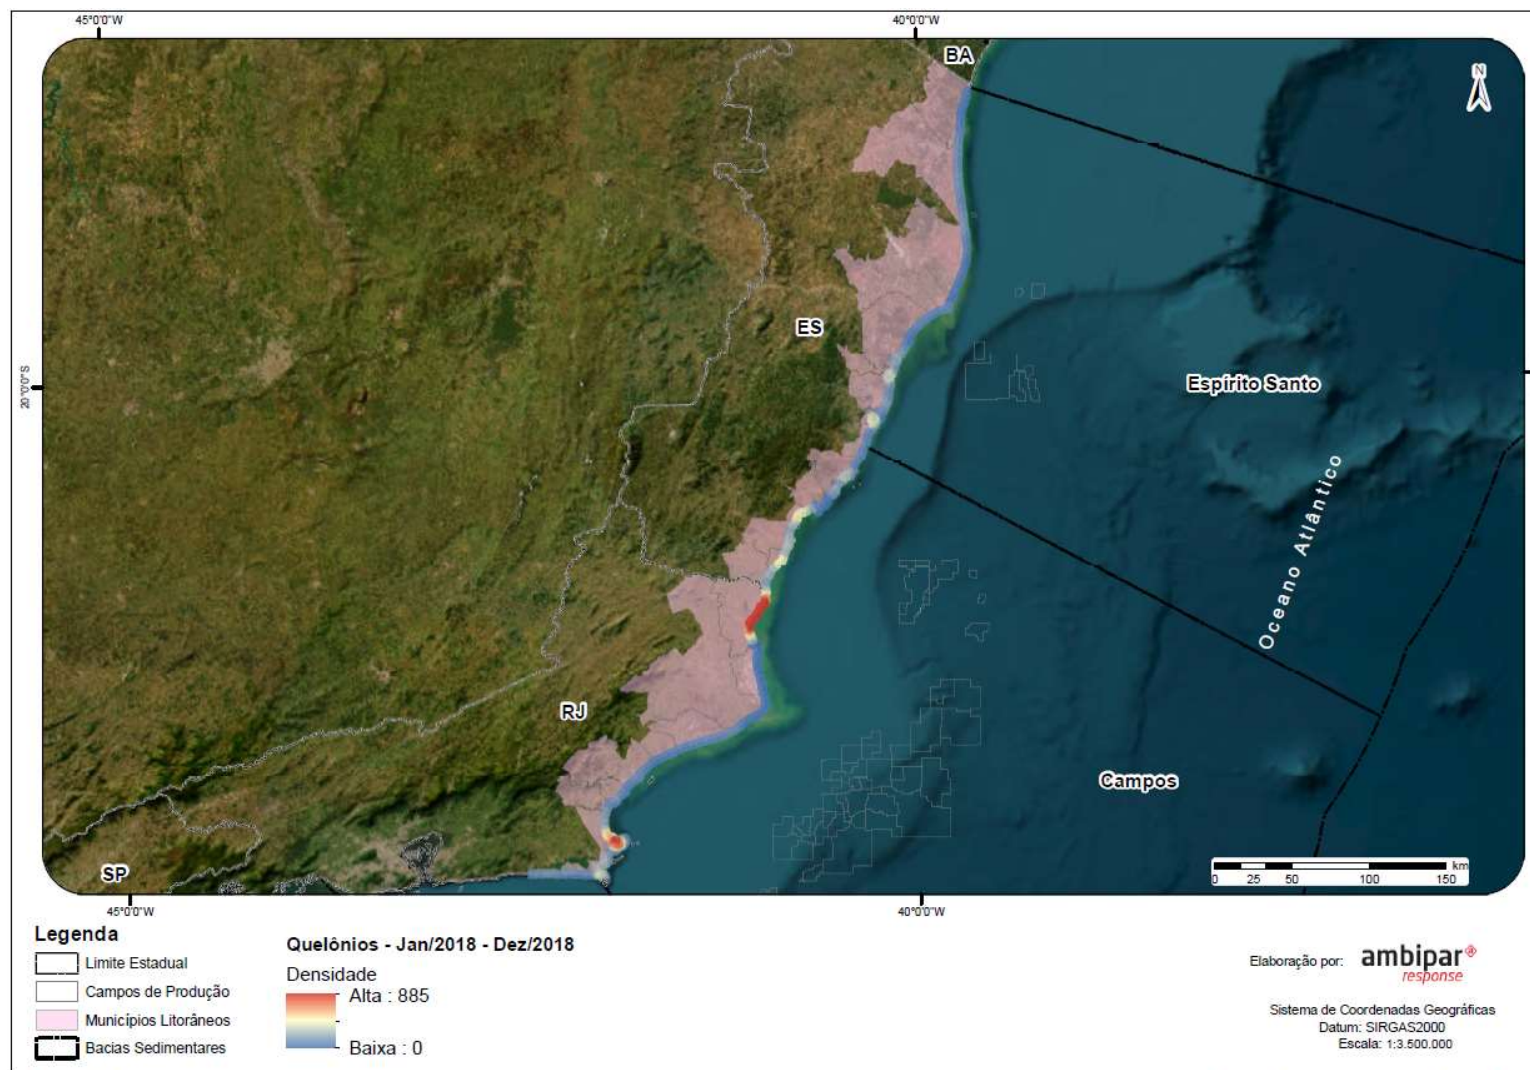 45°0'0"W
40°0'0"W
BA
N
ES
20°0'0"S
Espírito Santo
Oceano Atlântico
RJ
Campos
SP
km
0 25 50 100 150
45°0'0"W
40°0'0"W
Legenda
Limite Estadual
Campos de Produção
Municípios Litorâneos
Bacias Sedimentares
Quelônios - Jan/2018 - Dez/2018
Densidade
Alta : 885
Baixa : 0
Elaboração por:
ambipar
response
Sistema de Coordenadas Geográficas
Datum: SIRGAS2000
Escala: 1:3.500.000